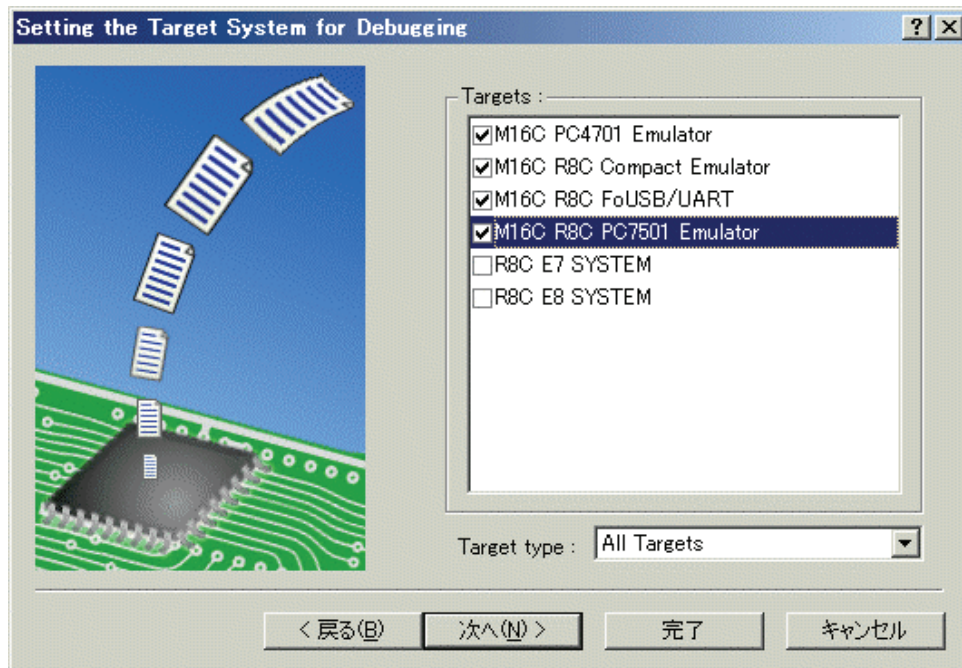 Setting the Target System for Debugging
Targets :
M16C PC4701 Emulator
M16C R8C Compact Emulator
M16C R8C FoUSB/UART
M16C R8C PC7501 Emulator
R8C E7 SYSTEM
R8C E8 SYSTEM
Target type : All Targets
< 戻る(B) 次へ(N) > 完了 キャンセル